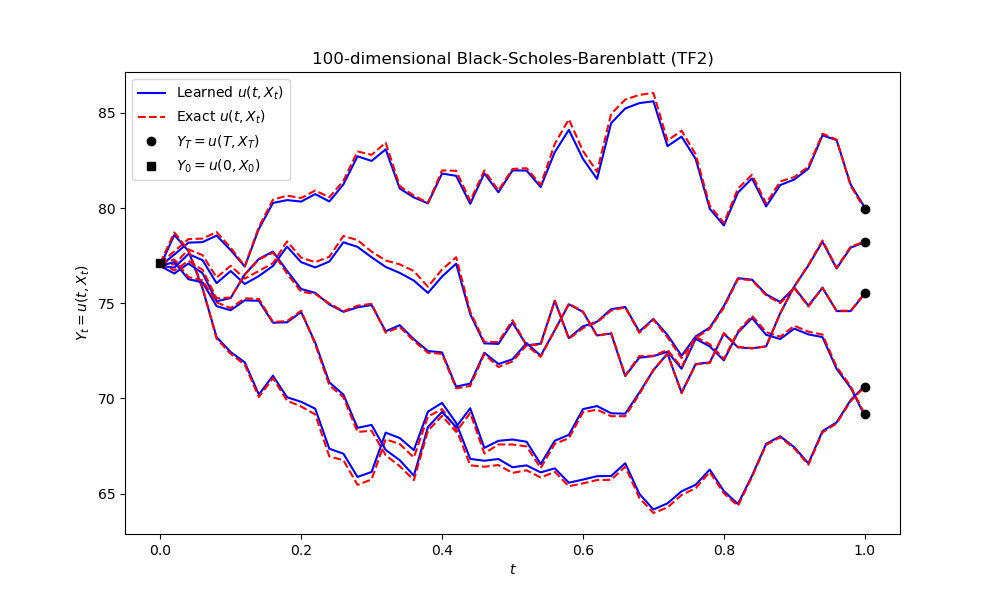 100-dimensional Black-Scholes-Barenblatt (TF2)
Learned u(t, X_t)
Exact u(t, X_t)
Y_T = u(T, X_T)
Y_0 = u(0, X_0)
85
80
75
70
65
Y_t = u(t, X_t)
0.0 0.2 0.4 0.6 0.8 1.0
t